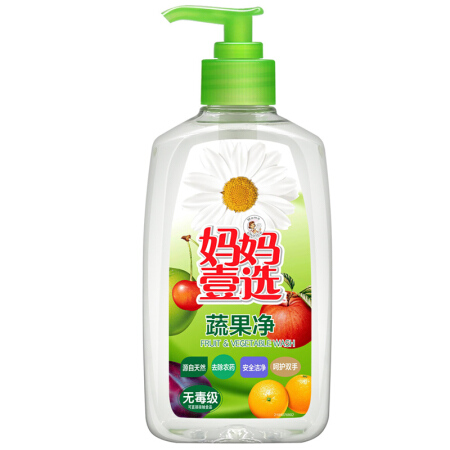 妈妈
壹选
蔬果净
FRUIT & VEGETABLE WASH
源自天然 去除农药 安全洁净 呵护双手
无毒级